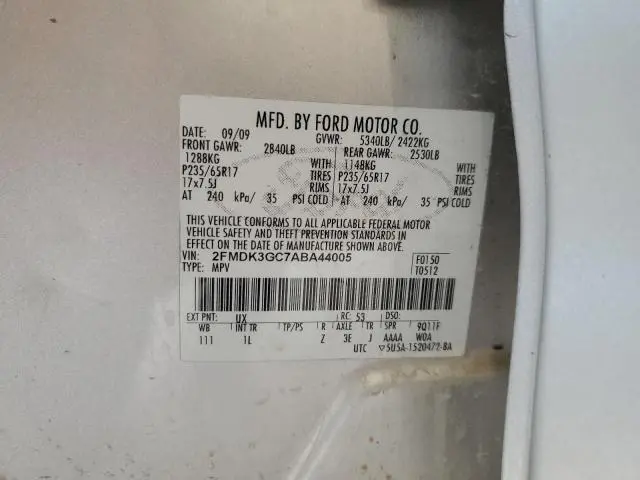 MFD. BY FORD MOTOR CO.
DATE: 09/09 GVWR: 5340LB/ 2422KG
FRONT GAWR: 2840LB REAR GAWR: 2530LB
1288KG WITH 1148KG WITH
P235/65R17 TIRES P235/65R17 TIRES
17x7.5J RIMS 17x7.5J RIMS
AT 240 kPa/ 35 PSI COLD AT 240 kPa/ 35 PSI COLD
THIS VEHICLE CONFORMS TO ALL APPLICABLE FEDERAL MOTOR
VEHICLE SAFETY AND THEFT PREVENTION STANDARDS IN
EFFECT ON THE DATE OF MANUFACTURE SHOWN ABOVE.
VIN: 2FMDK3GC7ABA44005 F0150
TYPE: MPV T0512
EXT PNT: UX RC: 53 DSO:
WB INT TR TP/PS R AXLE TR SPR 9Q11F
111 1L Z 3E J AAAA WOA
UTC ▽5U5A-1520472-BA